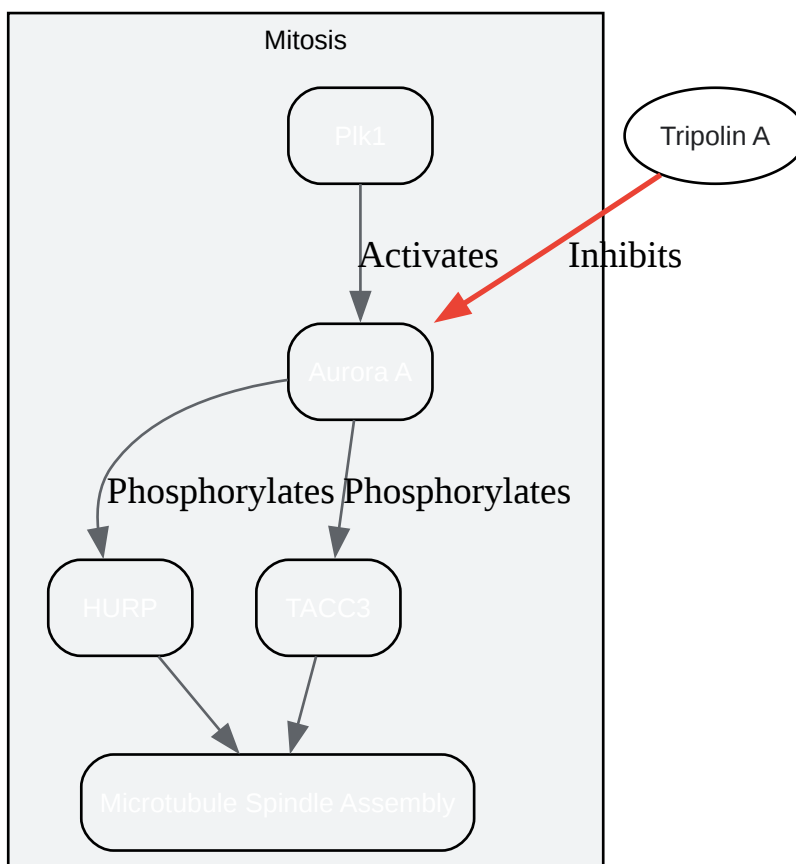 Mitosis
Plk1
Tripolin A
Activates
Inhibits
Aurora A
Phosphorylates
Phosphorylates
HURP
TACC3
Microtubule Spindle Assembly